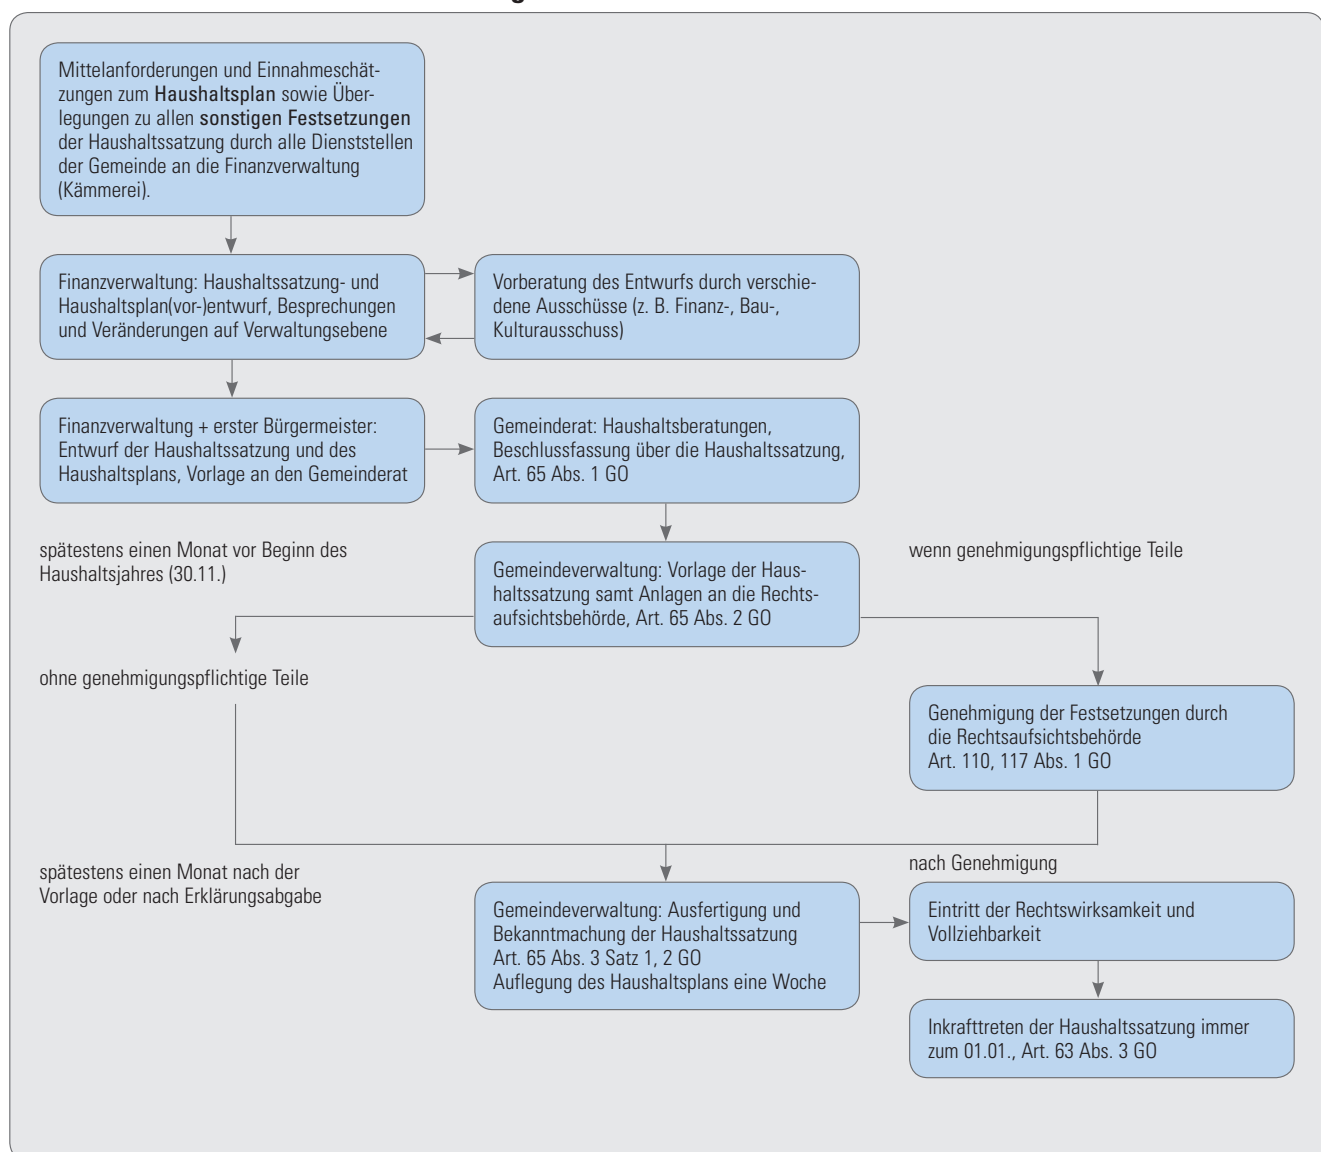 Mittelanforderungen und Einnahmeschät-
zungen zum Haushaltsplan sowie Über-
legungen zu allen sonstigen Festsetzungen
der Haushaltssatzung durch alle Dienststellen
der Gemeinde an die Finanzverwaltung
(Kämmerei).
Finanzverwaltung: Haushaltssatzung- und
Haushaltsplan(vor-)entwurf, Besprechungen
und Veränderungen auf Verwaltungsebene
Vorberatung des Entwurfs durch verschie-
dene Ausschüsse (z. B. Finanz-, Bau-,
Kulturausschuss)
Finanzverwaltung + erster Bürgermeister:
Entwurf der Haushaltssatzung und des
Haushaltsplans, Vorlage an den Gemeinderat
Gemeinderat: Haushaltsberatungen,
Beschlussfassung über die Haushaltssatzung,
Art. 65 Abs. 1 GO
spätestens einen Monat vor Beginn des
Haushaltsjahres (30.11.)
Gemeindeverwaltung: Vorlage der Haus-
haltssatzung samt Anlagen an die Rechts-
aufsichtsbehörde, Art. 65 Abs. 2 GO
wenn genehmigungspflichtige Teile
ohne genehmigungspflichtige Teile
Genehmigung der Festsetzungen durch
die Rechtsaufsichtsbehörde
Art. 110, 117 Abs. 1 GO
spätestens einen Monat nach der
Vorlage oder nach Erklärungsabgabe
nach Genehmigung
Gemeindeverwaltung: Ausfertigung und
Bekanntmachung der Haushaltssatzung
Art. 65 Abs. 3 Satz 1, 2 GO
Auflegung des Haushaltsplans eine Woche
Eintritt der Rechtswirksamkeit und
Vollziehbarkeit
Inkrafttreten der Haushaltssatzung immer
zum 01.01., Art. 63 Abs. 3 GO